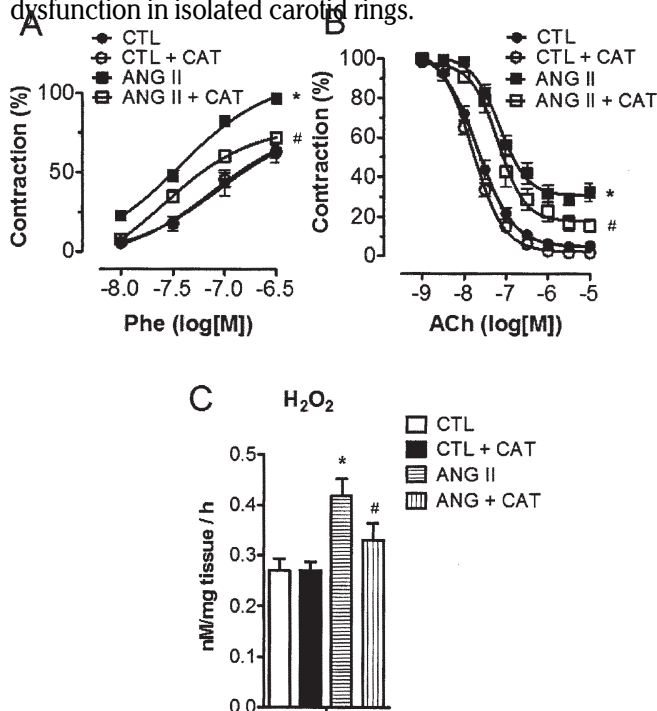 dysfunction in isolated carotid rings.
A
CTL
CTL + CAT
ANG II
ANG II + CAT
Contraction (%)
100
50
0
*
#
-8.0 -7.5 -7.0 -6.5
Phe (log[M])
B
CTL
CTL + CAT
ANG II
ANG II + CAT
Contraction (%)
100
80
60
40
20
0
*
#
-9 -8 -7 -6 -5
ACh (log[M])
C H₂O₂
CTL
CTL + CAT
ANG II
ANG + CAT
nM/mg tissue / h
0.5
0.4
0.3
0.2
0.1
0.0
*
#